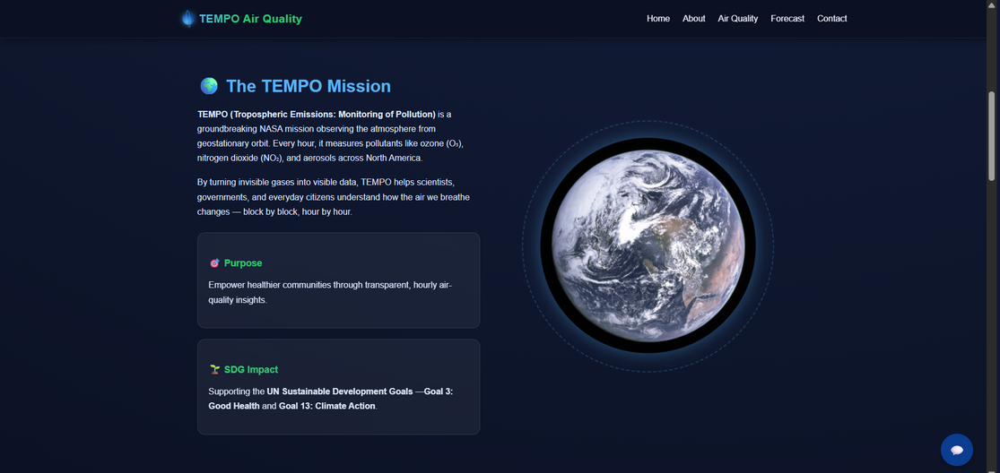 TEMPO Air Quality
Home About Air Quality Forecast Contact
The TEMPO Mission
TEMPO (Tropospheric Emissions: Monitoring of Pollution) is a
groundbreaking NASA mission observing the atmosphere from
geostationary orbit. Every hour, it measures pollutants like ozone (O₃),
nitrogen dioxide (NO₂), and aerosols across North America.
By turning invisible gases into visible data, TEMPO helps scientists,
governments, and everyday citizens understand how the air we breathe
changes — block by block, hour by hour.
Purpose
Empower healthier communities through transparent, hourly air-
quality insights.
SDG Impact
Supporting the UN Sustainable Development Goals —Goal 3:
Good Health and Goal 13: Climate Action.